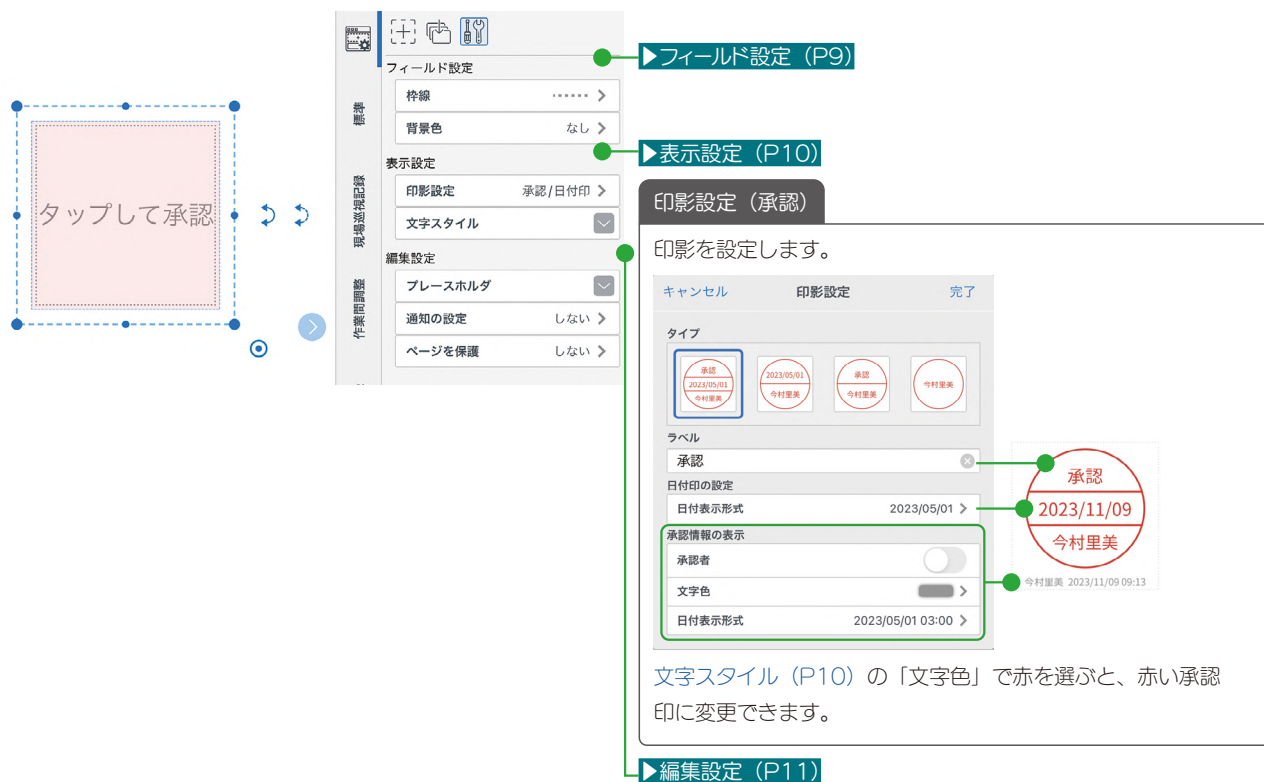 タップして承認
標準
現場巡視記録
作業間調整
フィールド設定
枠線
背景色 なし
表示設定
印影設定 承認/日付印
文字スタイル
編集設定
プレースホルダ
通知の設定 しない
ページを保護 しない
▶フィールド設定（P9）
▶表示設定（P10）
印影設定（承認）
印影を設定します。
キャンセル 印影設定 完了
タイプ
承認
2023/05/01
今村里美
2023/05/01
今村里美
承認
今村里美
今村里美
ラベル
承認
日付印の設定
日付表示形式 2023/05/01
承認情報の表示
承認者
文字色
日付表示形式 2023/05/01 03:00
承認
2023/11/09
今村里美
今村里美 2023/11/09 09:13
文字スタイル（P10）の「文字色」で赤を選ぶと、赤い承認
印に変更できます。
▶編集設定（P11）